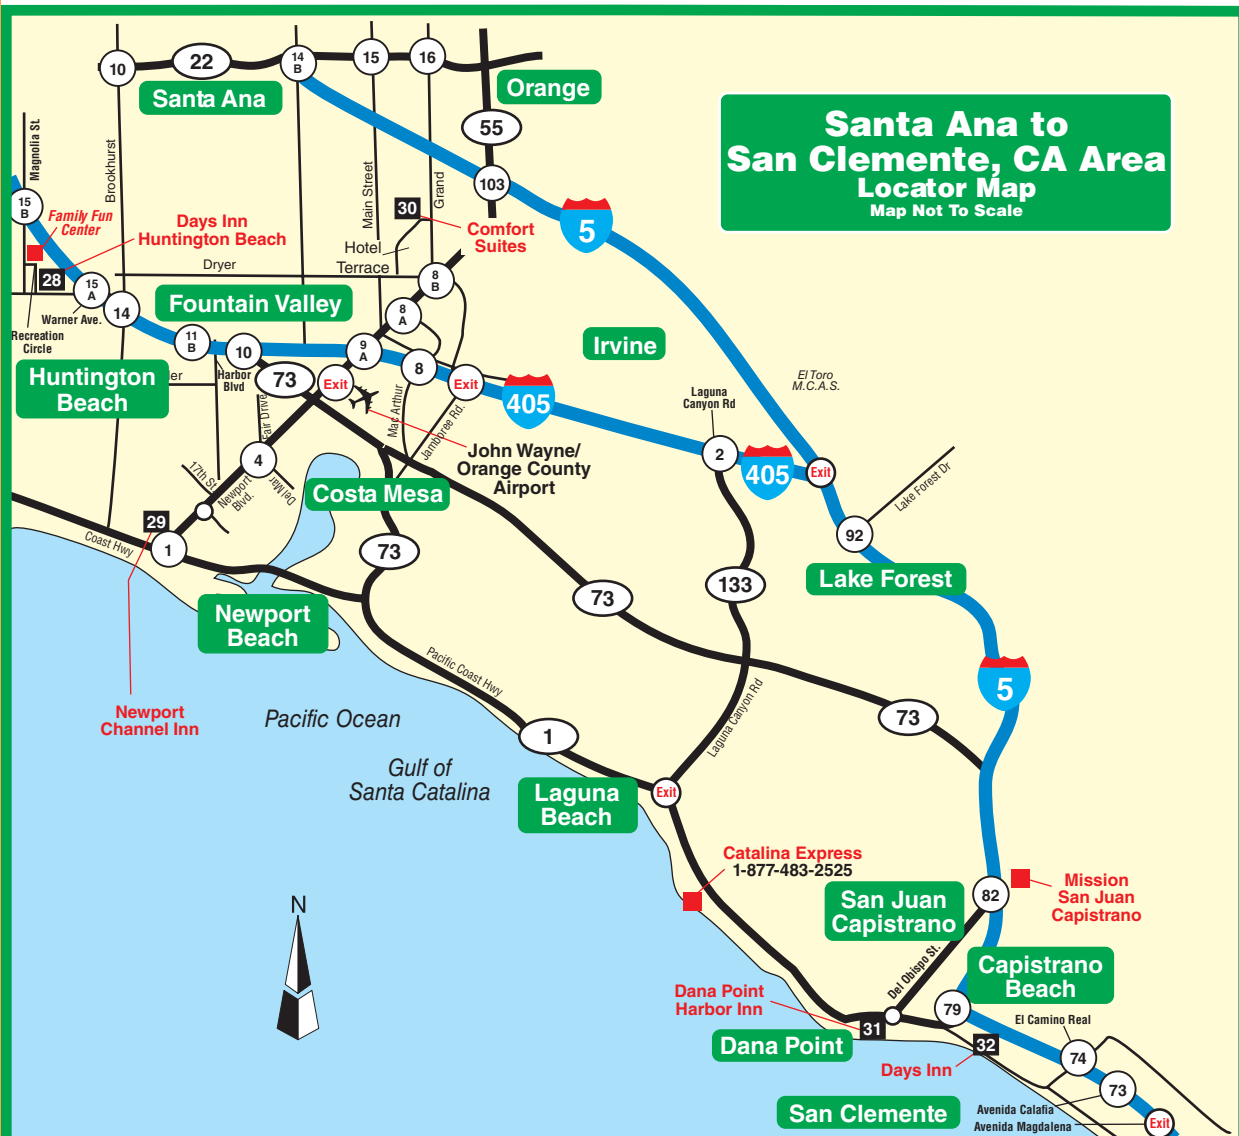 Santa Ana to
San Clemente, CA Area
Locator Map
Map Not To Scale
10
22
14
B
15
16
Santa Ana
Orange
55
103
5
Magnolia St.
Brookhurst
Main Street
Grand
15
B
Family Fun
Center
Days Inn
Huntington Beach
30
Comfort
Suites
Hotel
Terrace
Dryer
28
15
A
Warner Ave.
14
Fountain Valley
8
B
8
A
Recreation
Circle
11
B
10
9
A
8
Irvine
Huntington
Beach
ler
Harbor
Blvd
73
Exit
Exit
405
El Toro
M.C.A.S.
Laguna
Canyon Rd
Fair Drive
Mac Arthur
Jamboree Rd.
John Wayne/
Orange County
Airport
4
2
405
Exit
17th St.
Newport
Blvd.
Del Mar
Costa Mesa
Lake Forest Dr
29
1
Coast Hwy
92
73
Lake Forest
133
73
Newport
Beach
Pacific Coast Hwy
5
Newport
Channel Inn
Pacific Ocean
Laguna Canyon Rd
73
1
Gulf of
Santa Catalina
Laguna
Beach
Exit
Catalina Express
1-877-483-2525
San Juan
Capistrano
82
Mission
San Juan
Capistrano
N
Del Obispo St.
Capistrano
Beach
Dana Point
Harbor Inn
79
31
El Camino Real
Dana Point
32
74
Days Inn
73
San Clemente
Avenida Calafia
Avenida Magdalena
Exit